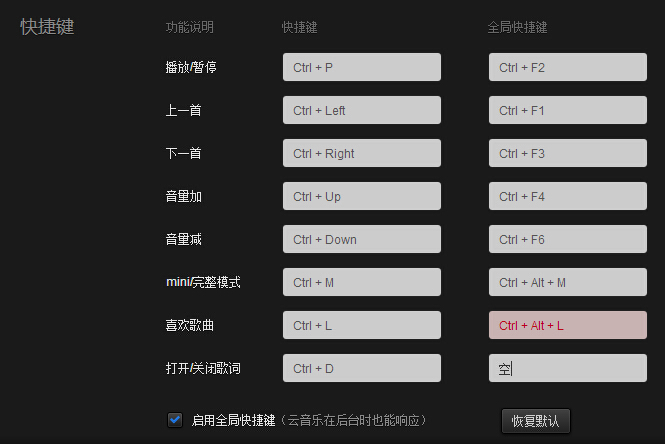 快捷键 功能说明 快捷键 全局快捷键
播放/暂停 Ctrl + P Ctrl + F2
上一首 Ctrl + Left Ctrl + F1
下一首 Ctrl + Right Ctrl + F3
音量加 Ctrl + Up Ctrl + F4
音量减 Ctrl + Down Ctrl + F6
mini/完整模式 Ctrl + M Ctrl + Alt + M
喜欢歌曲 Ctrl + L Ctrl + Alt + L
打开/关闭歌词 Ctrl + D 空
启用全局快捷键（云音乐在后台时也能响应） 恢复默认